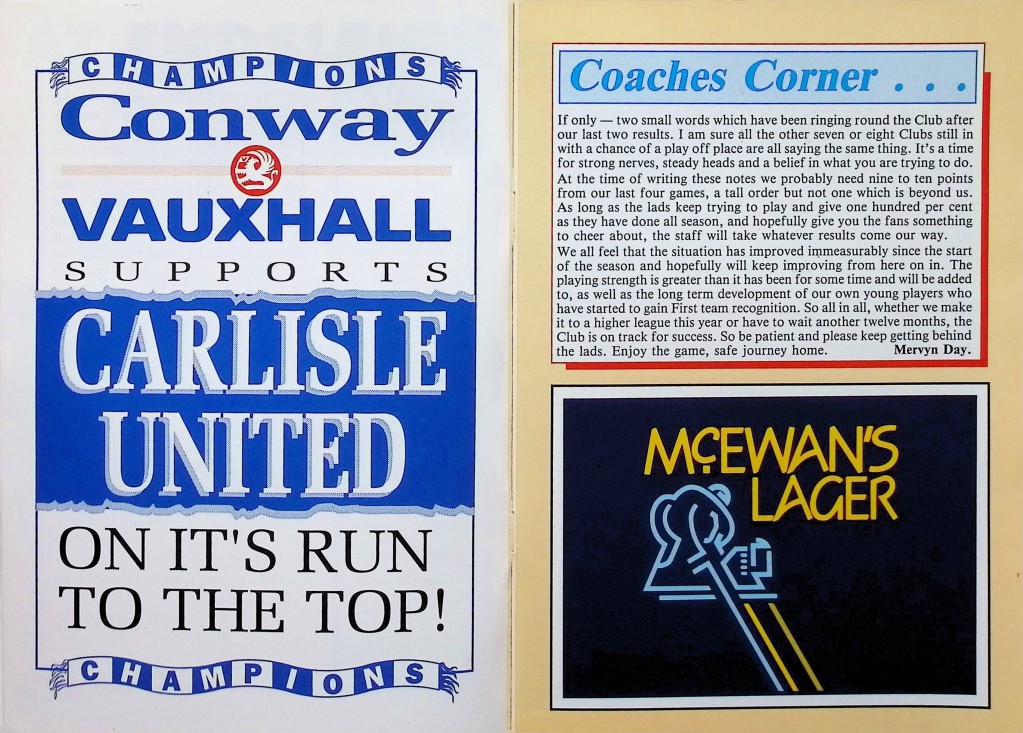 CHAMPIONS
Conway
VAUXHALL
SUPPORTS
CARLISLE
UNITED
ON IT'S RUN
TO THE TOP!
CHAMPIONS
Coaches Corner . . .
If only — two small words which have been ringing round the Club after
our last two results. I am sure all the other seven or eight Clubs still in
with a chance of a play off place are all saying the same thing. It's a time
for strong nerves, steady heads and a belief in what you are trying to do.
At the time of writing these notes we probably need nine to ten points
from our last four games, a tall order but not one which is beyond us.
As long as the lads keep trying to play and give one hundred per cent
as they have done all season, and hopefully give you the fans something
to cheer about, the staff will take whatever results come our way.
We all feel that the situation has improved immeasurably since the start
of the season and hopefully will keep improving from here on in. The
playing strength is greater than it has been for some time and will be added
to, as well as the long term development of our own young players who
have started to gain First team recognition. So all in all, whether we make
it to a higher league this year or have to wait another twelve months, the
Club is on track for success. So be patient and please keep getting behind
the lads. Enjoy the game, safe journey home. Mervyn Day.
McEWAN'S
LAGER